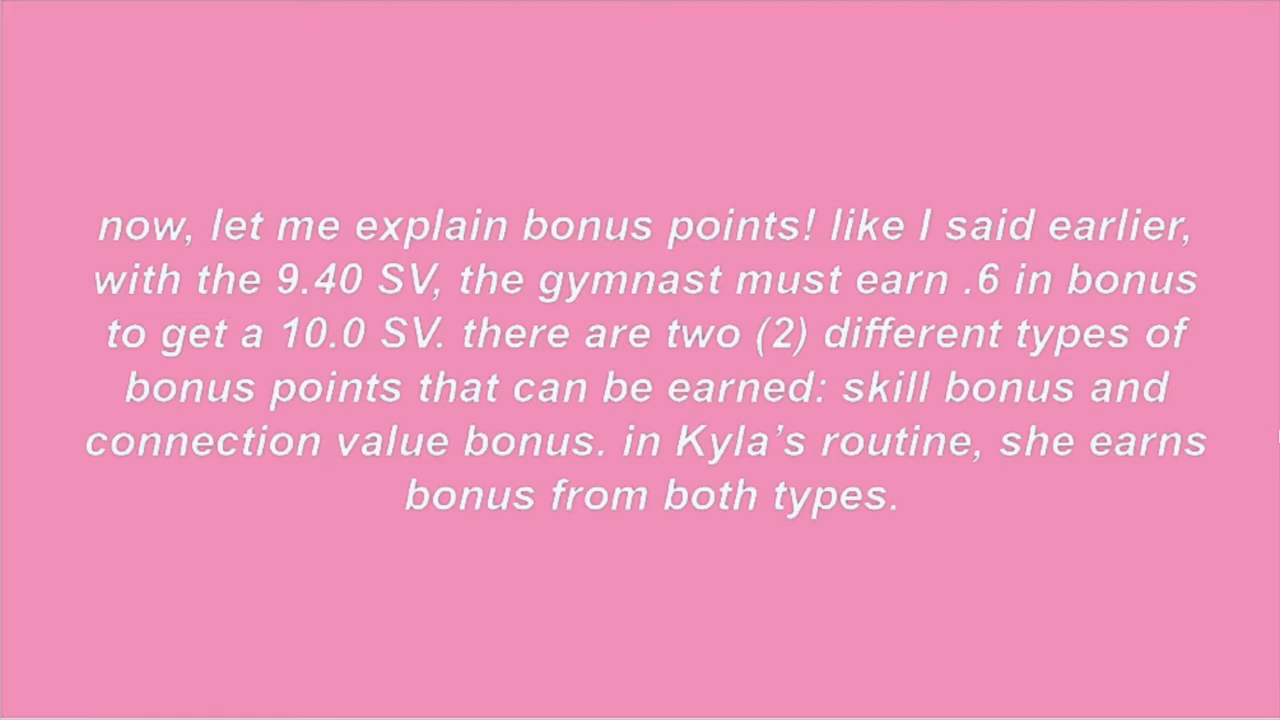 now, let me explain bonus points! like I said earlier,
with the 9.40 SV, the gymnast must earn .6 in bonus
to get a 10.0 SV. there are two (2) different types of
bonus points that can be earned: skill bonus and
connection value bonus. in Kyla’s routine, she earns
bonus from both types.